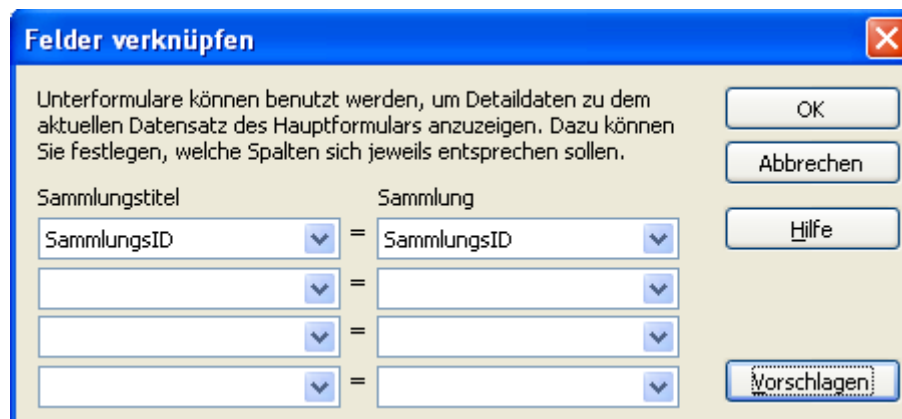 Felder verknüpfen
Unterformulare können benutzt werden, um Detaildaten zu dem
aktuellen Datensatz des Hauptformulars anzuzeigen. Dazu können
Sie festlegen, welche Spalten sich jeweils entsprechen sollen.
Sammlungstitel Sammlung
SammlungsID = SammlungsID
=
=
=
OK
Abbrechen
Hilfe
Vorschlagen